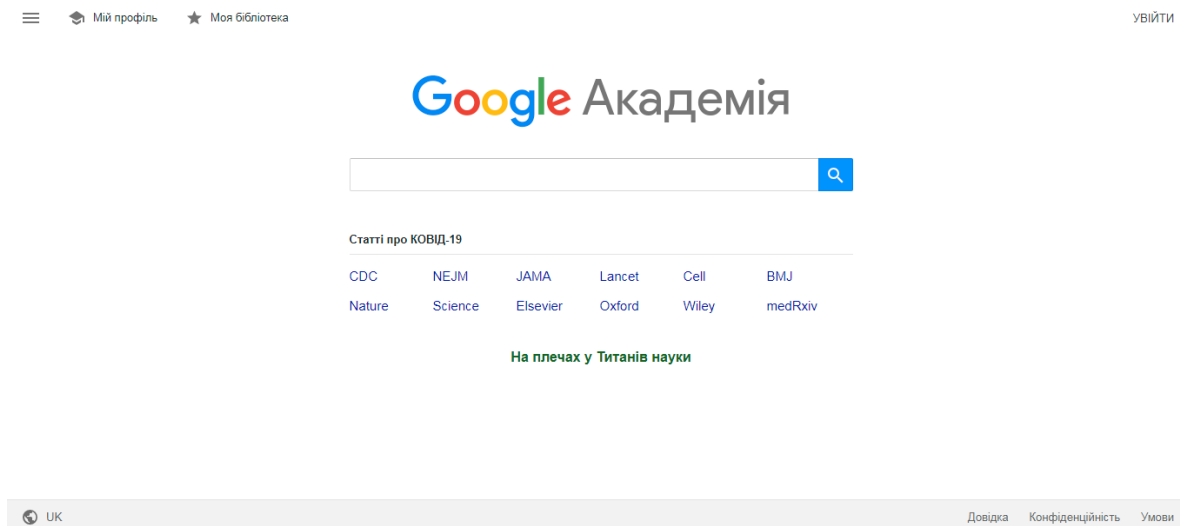 Мій профіль Моя бібліотека УВІЙТИ
Google Академія
Статті про КОВІД-19
CDC NEJM JAMA Lancet Cell BMJ
Nature Science Elsevier Oxford Wiley medRxiv
На плечах у Титанів науки
UK Довідка Конфіденційність Умови